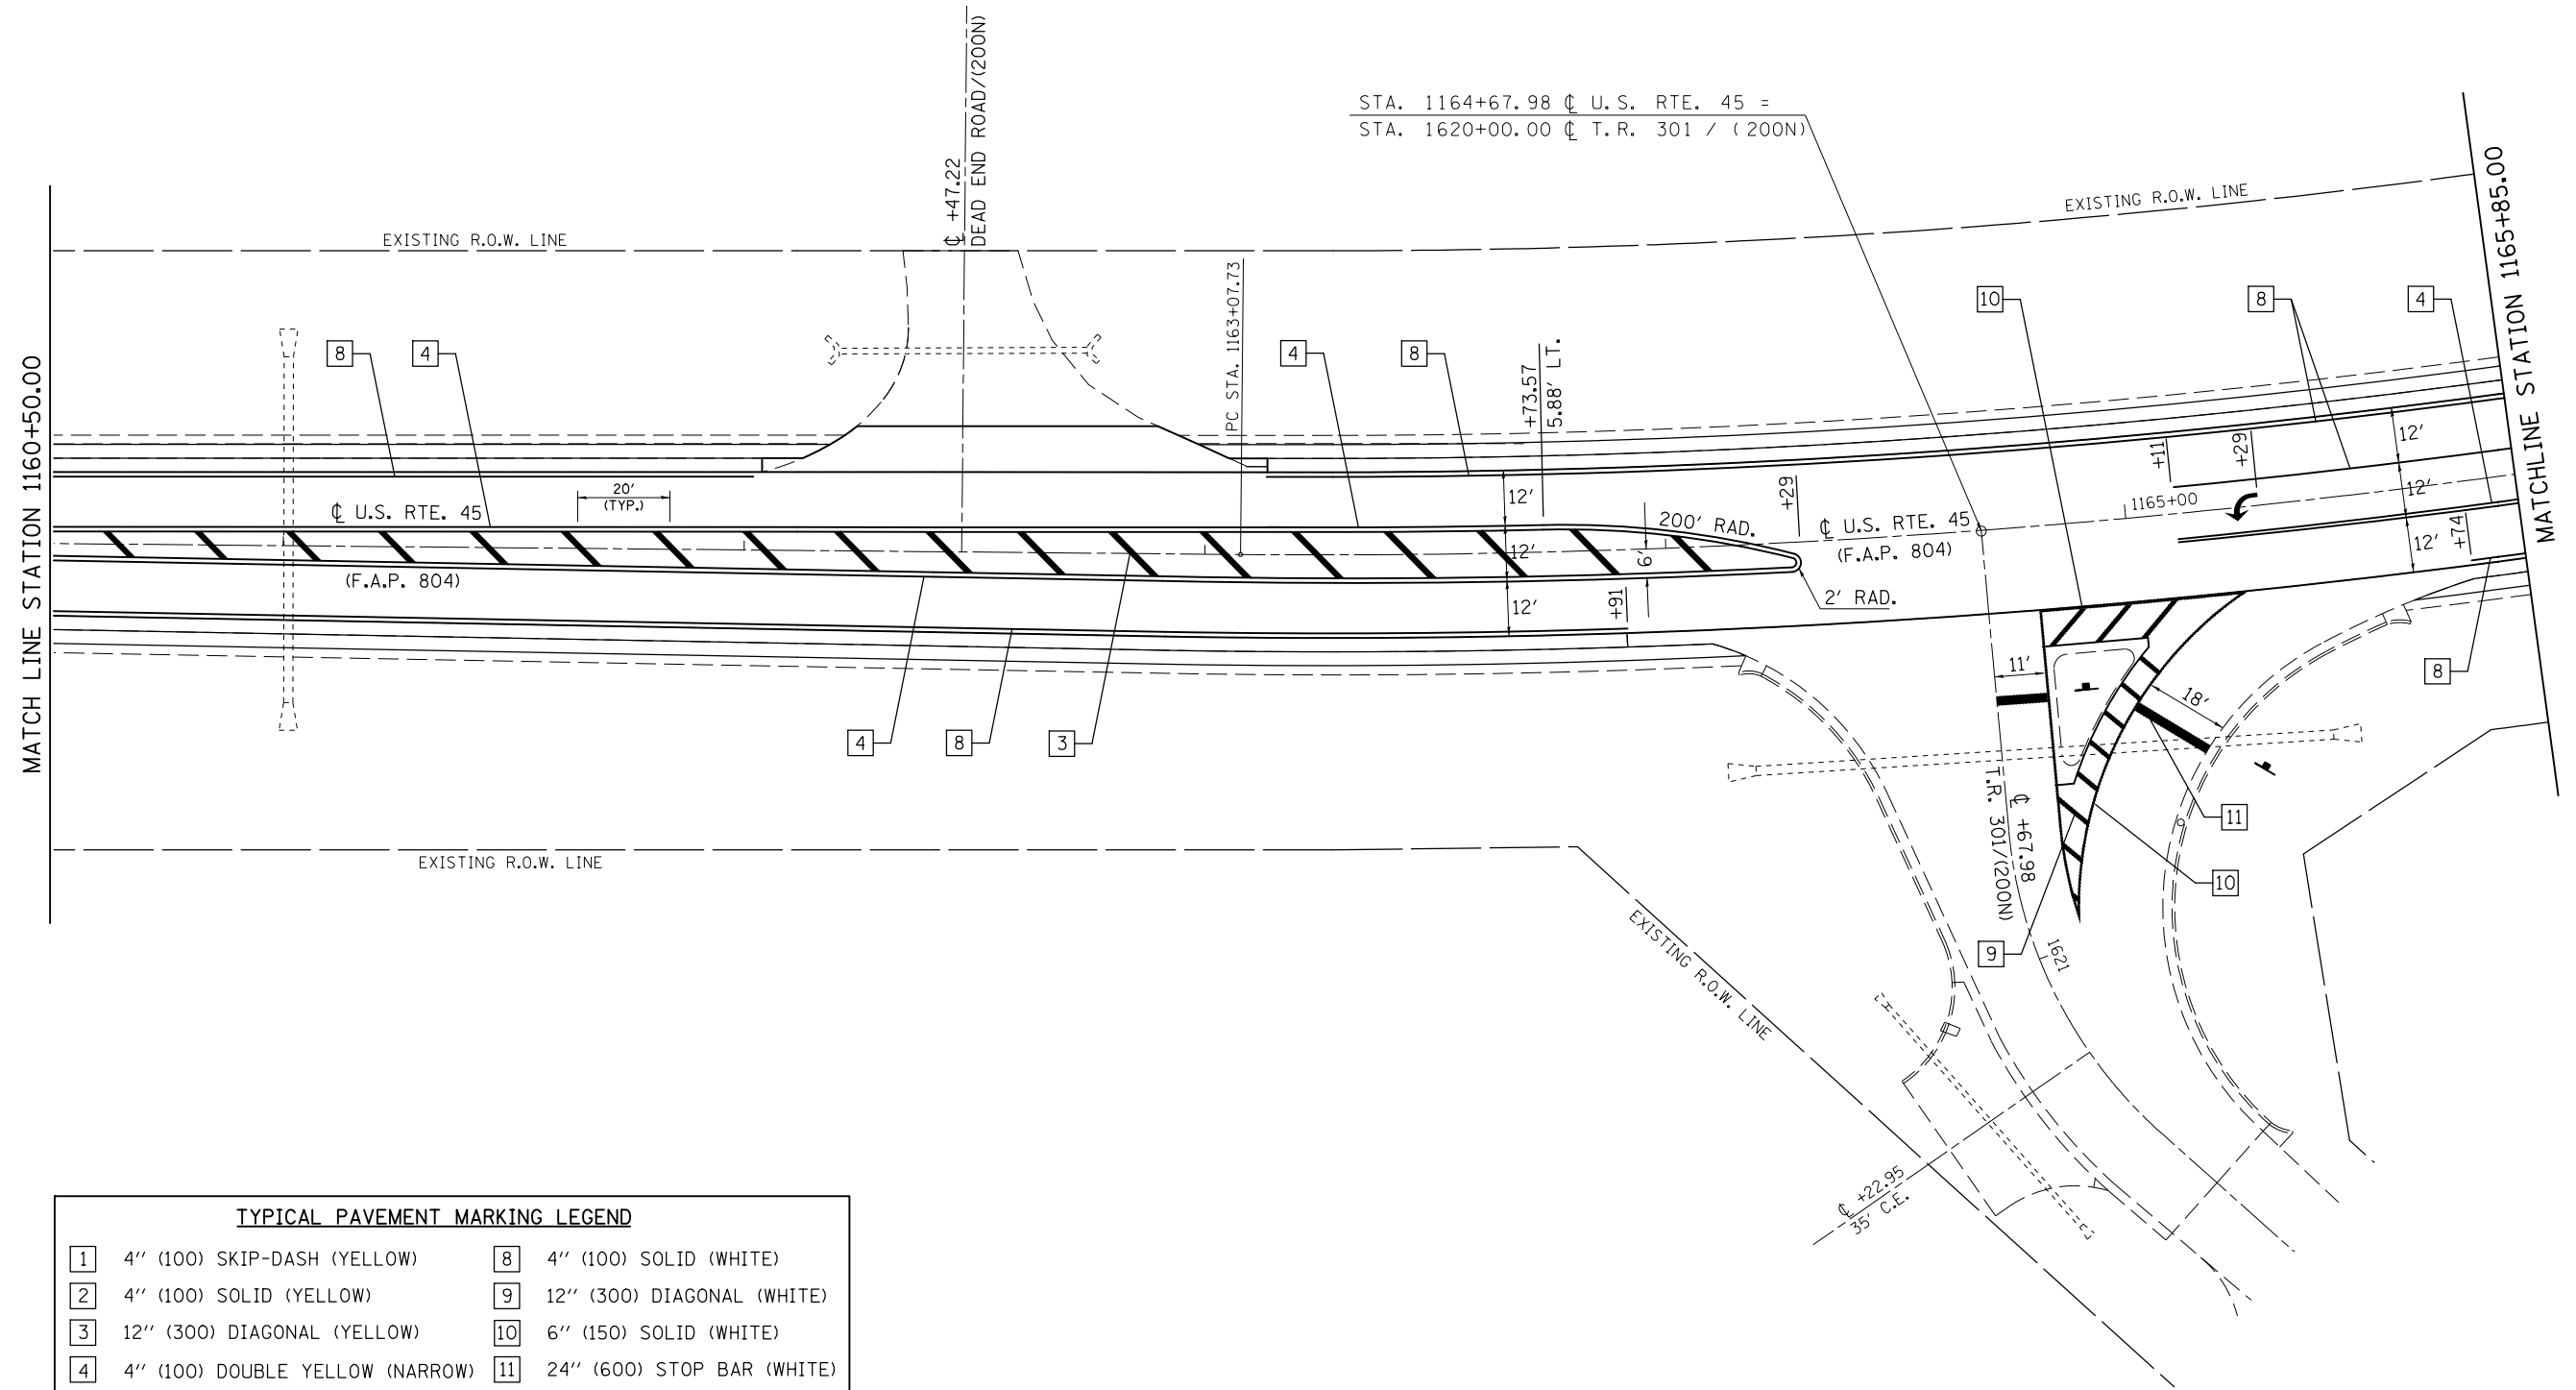 DEAD END ROAD/(200N)
℄ +47.22
STA. 1164+67.98 ℄ U.S. RTE. 45 =
STA. 1620+00.00 ℄ T.R. 301 / (200N)
EXISTING R.O.W. LINE
EXISTING R.O.W. LINE
MATCH LINE STATION 1160+50.00
MATCHLINE STATION 1165+85.00
PC STA. 1163+07.73
10
8
4
8
4
4
8
+73.57
5.88' LT.
12'
+11
+29
20'
(TYP.)
℄ U.S. RTE. 45
12'
+29
1165+00
12'
200' RAD.
℄ U.S. RTE. 45
(F.A.P. 804)
12'
6'
12'
+74
(F.A.P. 804)
2' RAD.
12'
+91
11'
18'
8
4
8
3
T.R. 301/(200N)
℄ +67.98
11
EXISTING R.O.W. LINE
10
9
1621
EXISTING R.O.W. LINE
℄ +22.95
35' C.E.
TYPICAL PAVEMENT MARKING LEGEND
1 4'' (100) SKIP-DASH (YELLOW)
8 4'' (100) SOLID (WHITE)
2 4'' (100) SOLID (YELLOW)
9 12'' (300) DIAGONAL (WHITE)
3 12'' (300) DIAGONAL (YELLOW)
10 6'' (150) SOLID (WHITE)
4 4'' (100) DOUBLE YELLOW (NARROW)
11 24'' (600) STOP BAR (WHITE)